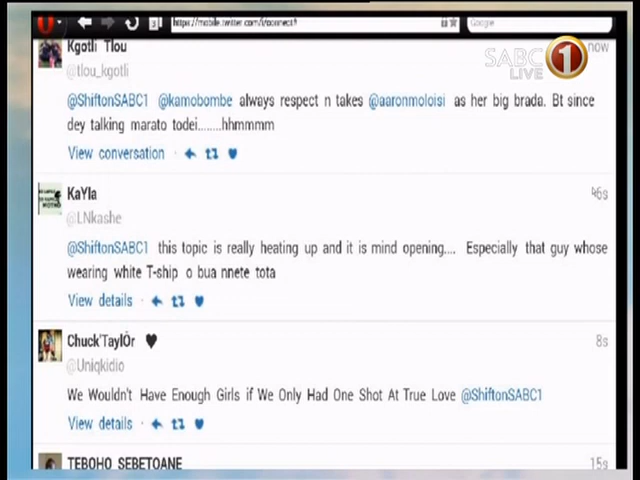 https://mobile.twitter.com/i/connect#
Google
SABC 1
LIVE
Kgotli Tlou
now
@tlou_kgotli
@ShiftonSABC1 @kamobombe always respect n takes @aaronmoloisi as her big brada. Bt since
dey talking marato todei........hhmmmm
View conversation
KaYla
6s
@LNkashe
@ShiftonSABC1 this topic is really heating up and it is mind opening.... Especially that guy whose
wearing white T-ship o bua nnete tota
View details
Chuck'TaylÖr ♥
8s
@Uniqkidio
We Wouldn't Have Enough Girls if We Only Had One Shot At True Love @ShiftonSABC1
View details
TEBOHO SEBETOANE
15s